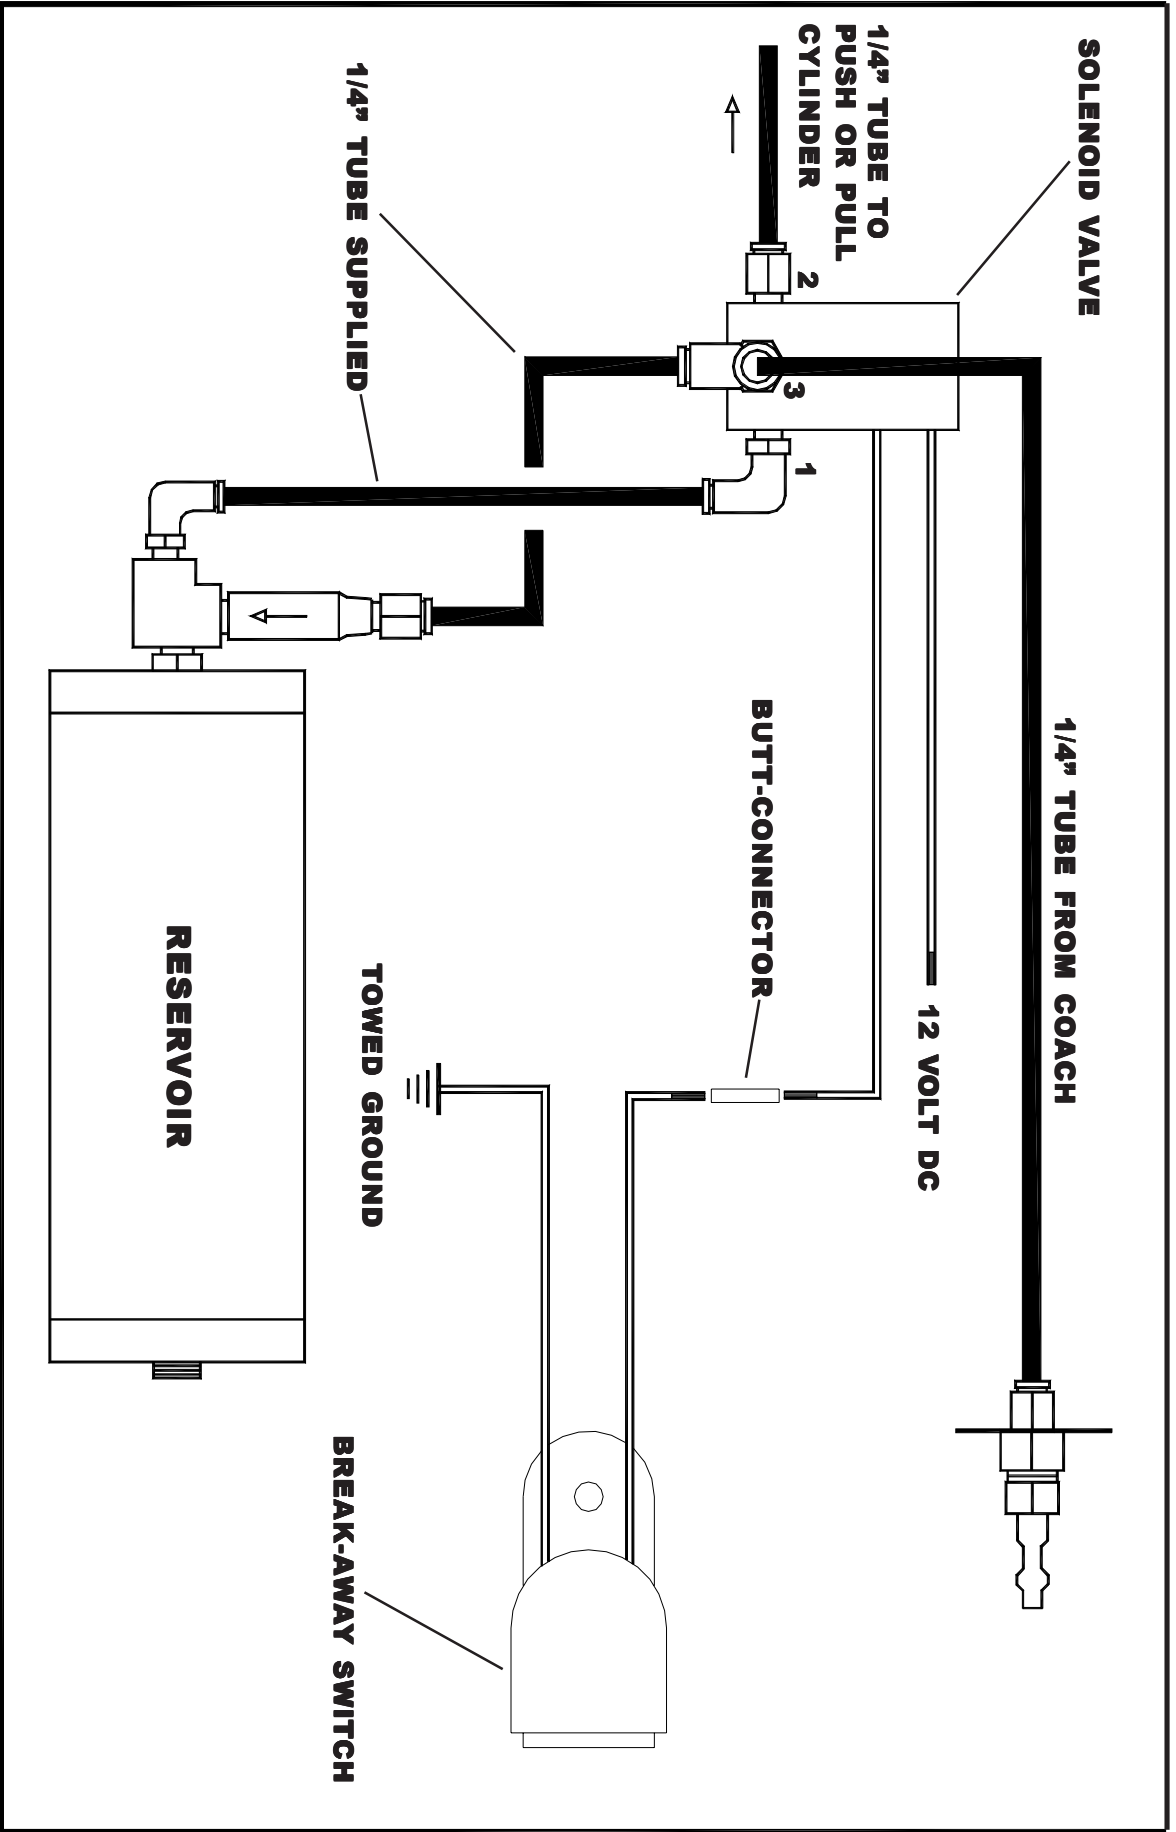 SOLENOID VALVE
1/4” TUBE TO
PUSH OR PULL
CYLINDER
2
3
1
1/4” TUBE SUPPLIED
1/4” TUBE FROM COACH
12 VOLT DC
BUTT-CONNECTOR
TOWED GROUND
RESERVOIR
BREAK-AWAY SWITCH